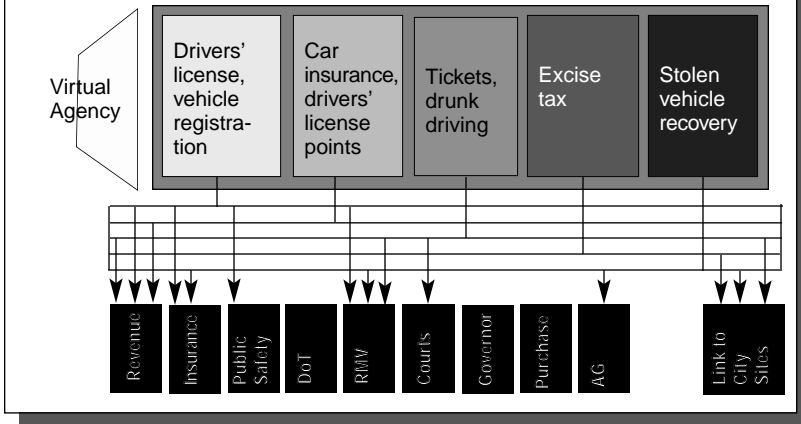 Virtual
Agency
Drivers'
license,
vehicle
registra-
tion
Car
insurance,
drivers'
license
points
Tickets,
drunk
driving
Excise
tax
Stolen
vehicle
recovery
Revenue
Insurance
Public
Safety
DoT
RMV
Courts
Governor
Purchase
AG
Link to
City
Sites